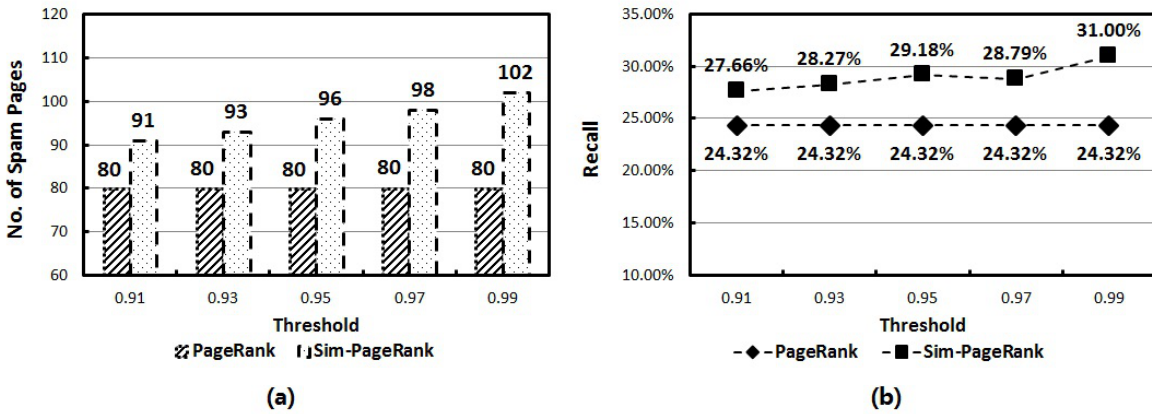 120
110
100
90
80
70
60
No. of Spam Pages
80 91
80 93
80 96
80 98
80 102
0.91 0.93 0.95 0.97 0.99
Threshold
PageRank Sim-PageRank
(a)
35.00%
30.00%
25.00%
20.00%
15.00%
10.00%
Recall
27.66% 28.27% 29.18% 28.79% 31.00%
24.32% 24.32% 24.32% 24.32% 24.32%
0.91 0.93 0.95 0.97 0.99
Threshold
PageRank Sim-PageRank
(b)